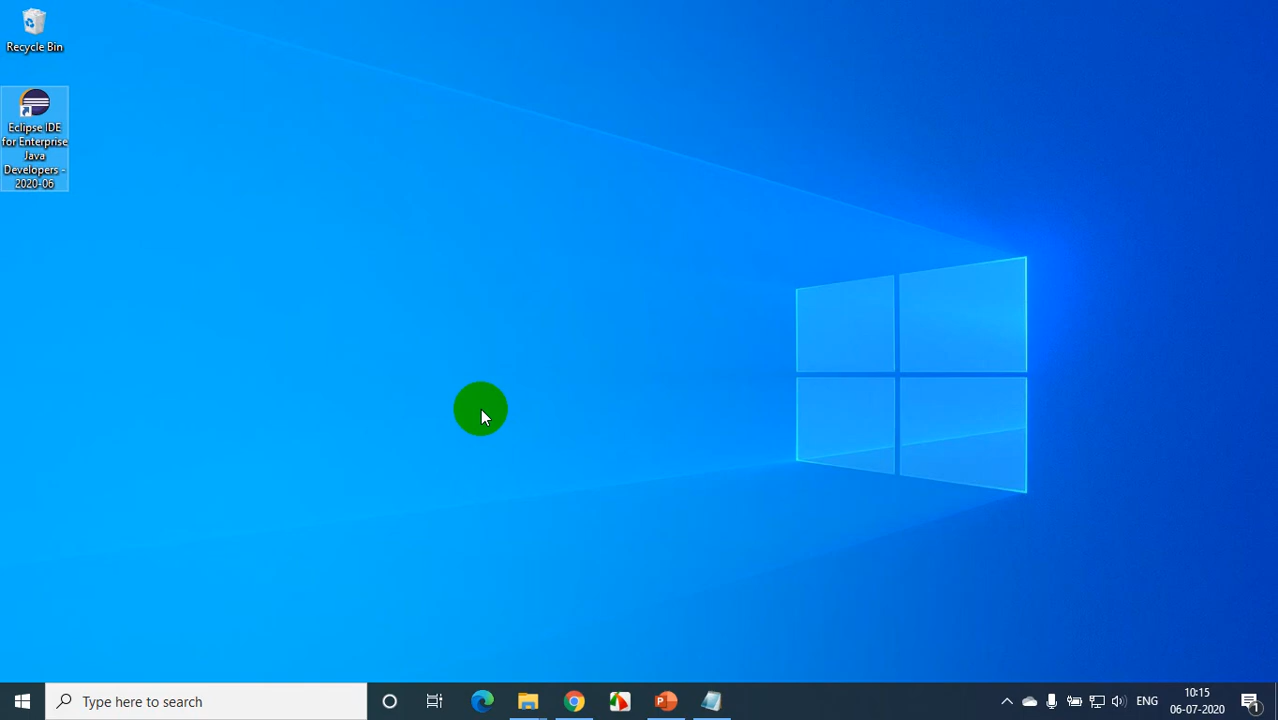 Recycle Bin
Eclipse IDE
for Enterprise
Java
Developers -
2020-06
Type here to search
ENG
10:15
06-07-2020
1